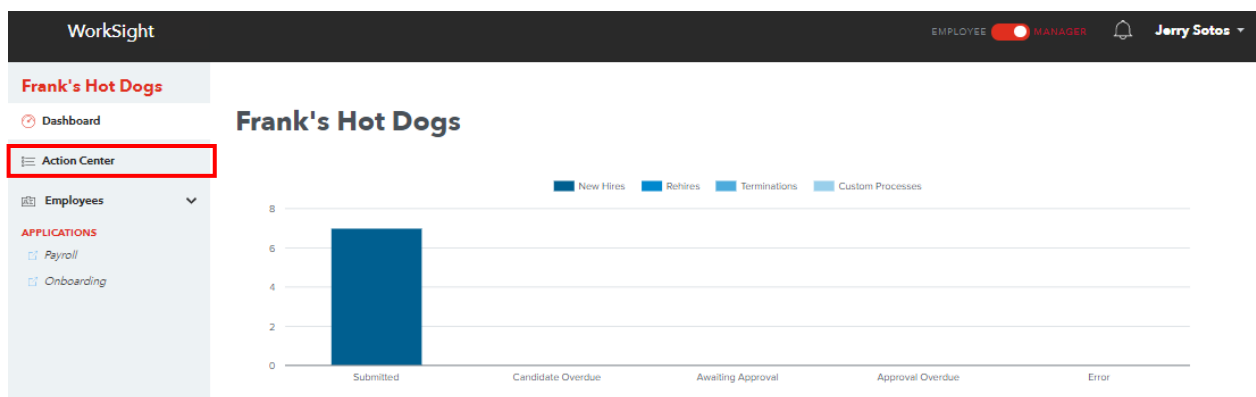 WorkSight
EMPLOYEE MANAGER Jerry Sotos
Frank's Hot Dogs
Dashboard
Action Center
Employees
APPLICATIONS
Payroll
Onboarding
Frank's Hot Dogs
New Hires Rehires Terminations Custom Processes
8
6
4
2
0
Submitted Candidate Overdue Awaiting Approval Approval Overdue Error